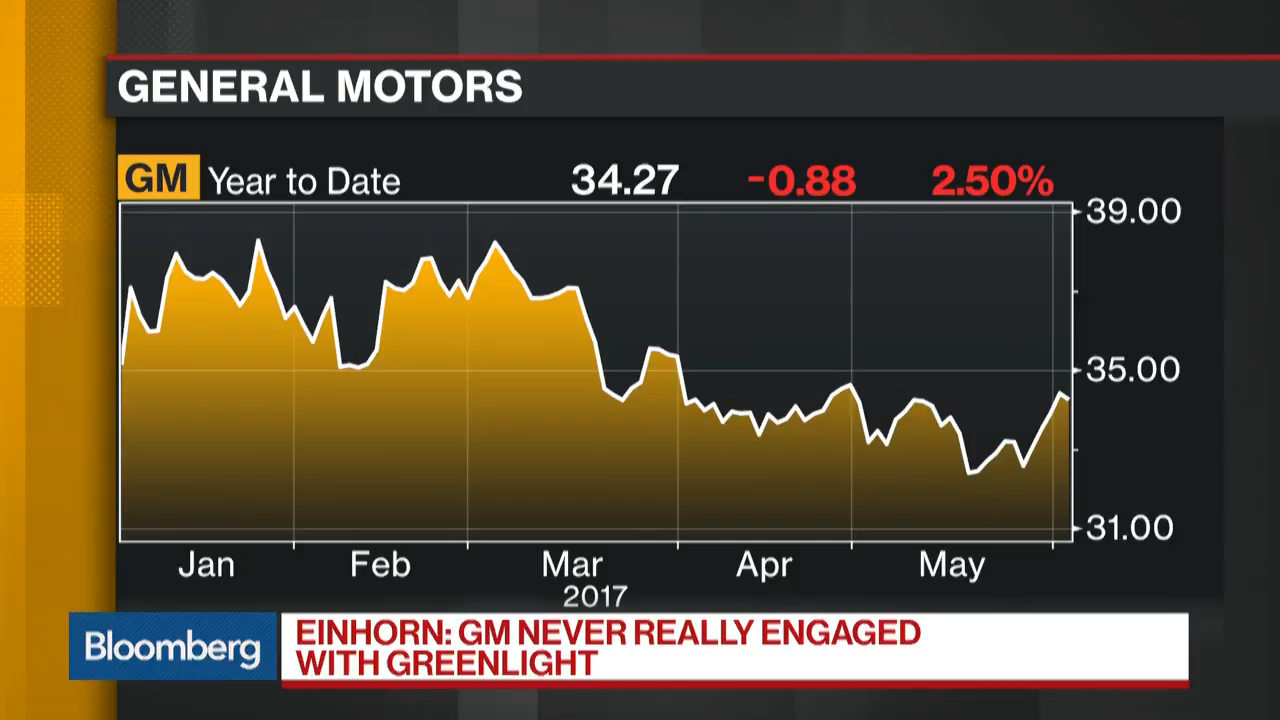 GENERAL MOTORS
GM Year to Date 34.27 -0.88 2.50%
39.00
35.00
31.00
Jan Feb Mar Apr May
2017
Bloomberg
EINHORN: GM NEVER REALLY ENGAGED
WITH GREENLIGHT